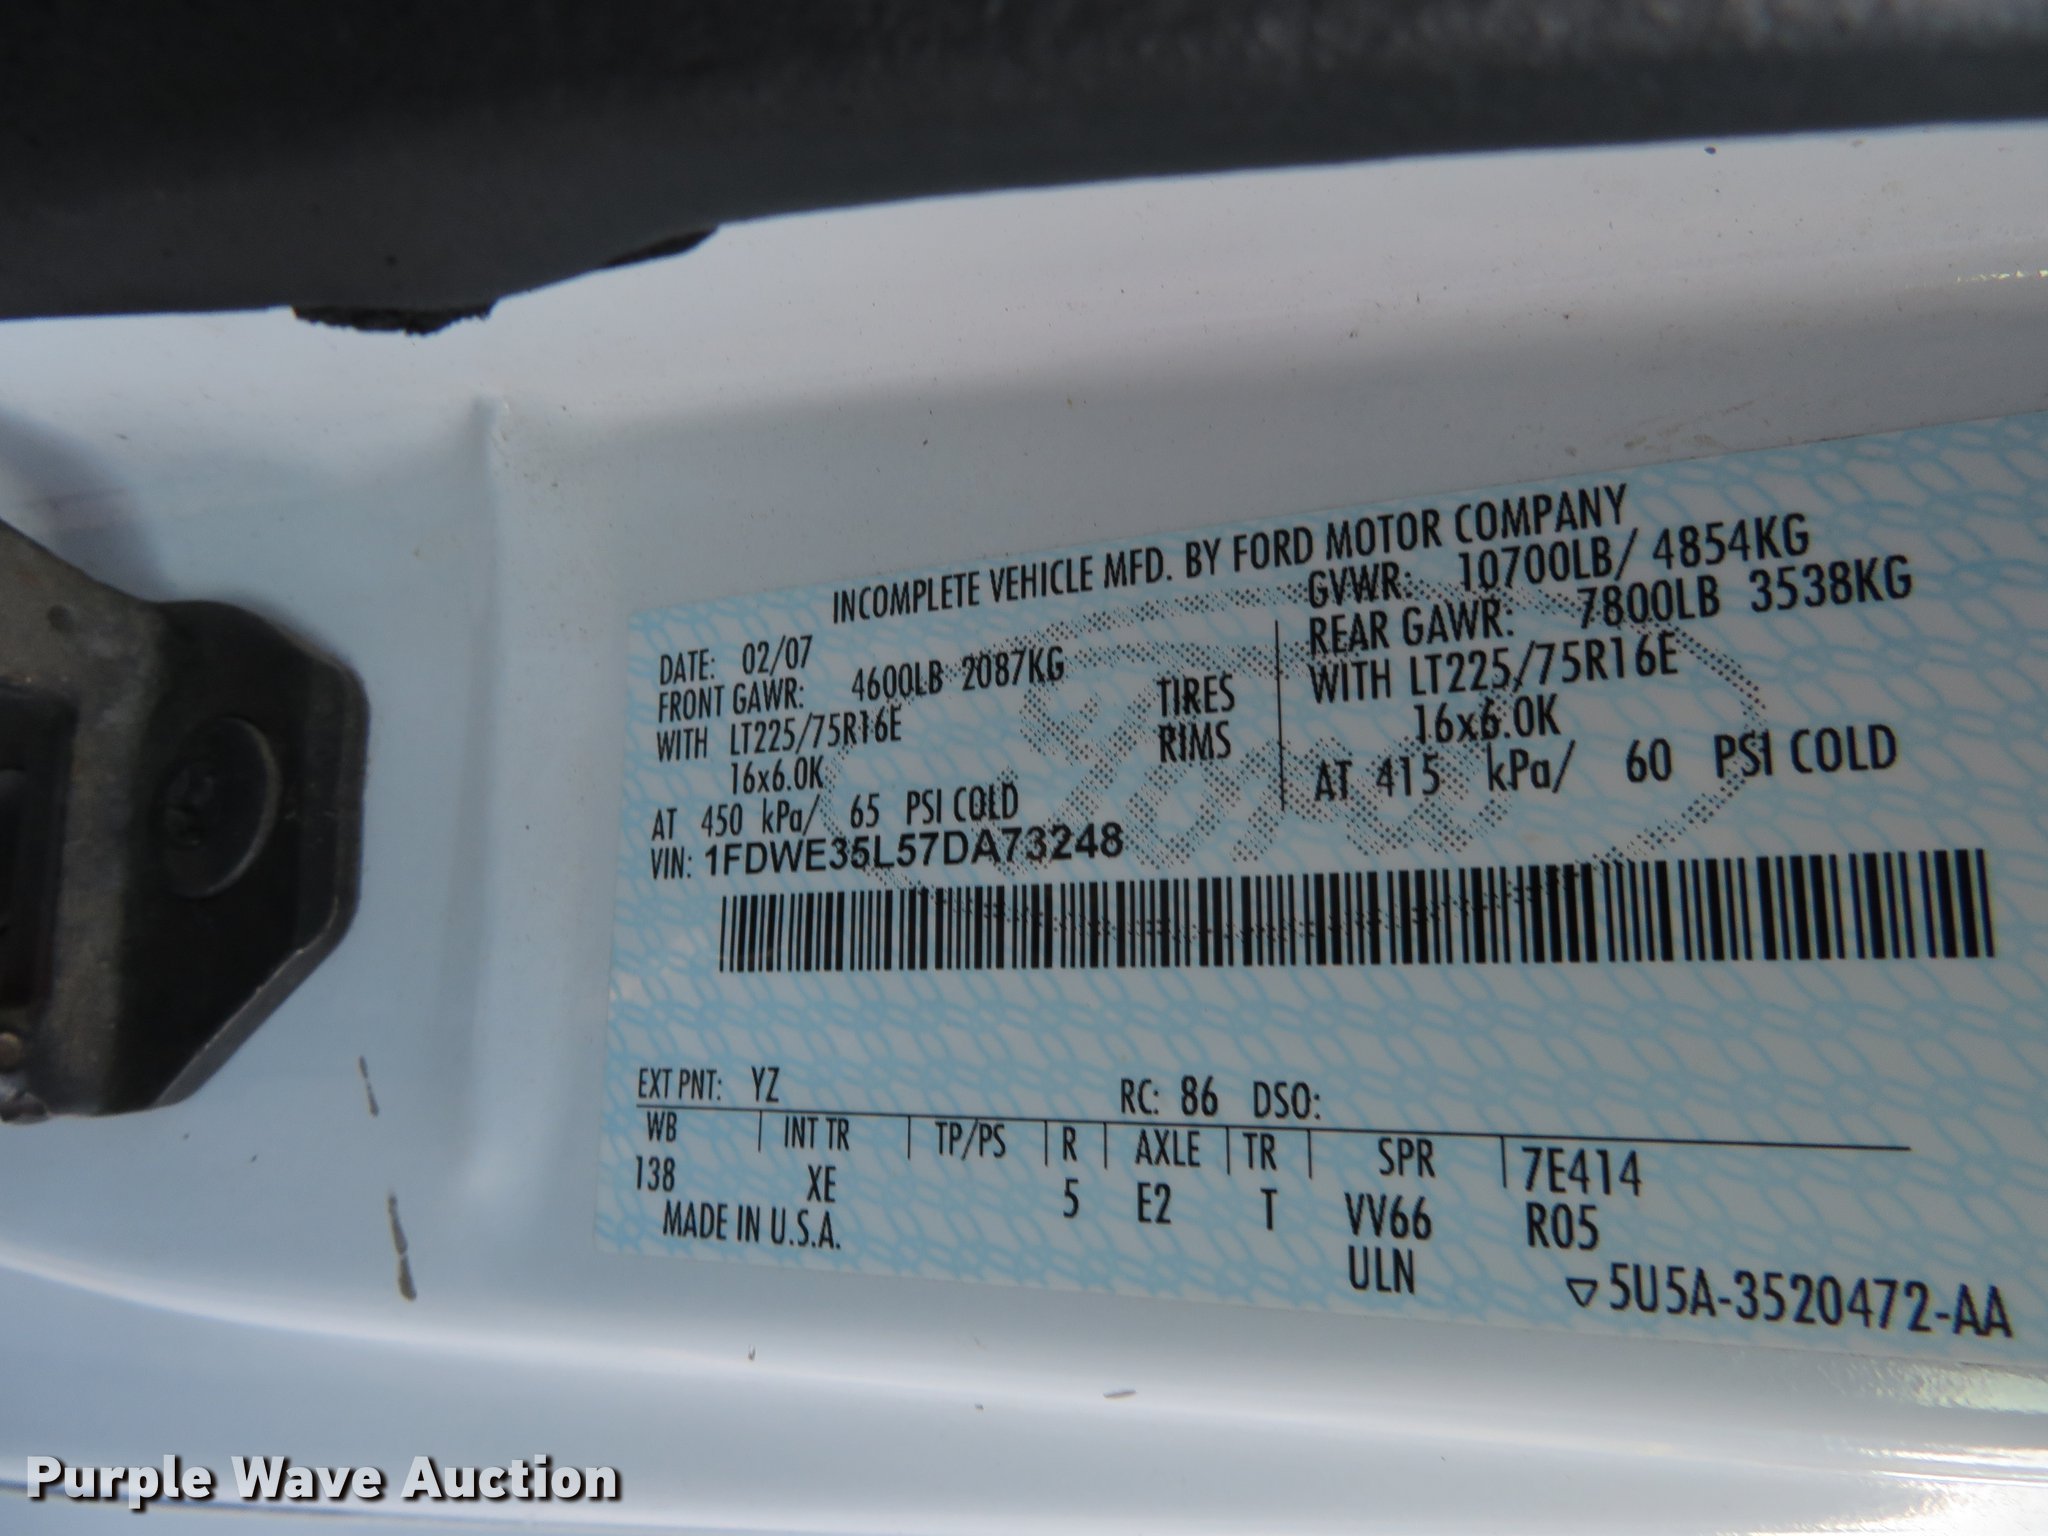 INCOMPLETE VEHICLE MFD. BY FORD MOTOR COMPANY
DATE: 02/07 GVWR: 10700LB/ 4854KG
FRONT GAWR: 4600LB 2087KG REAR GAWR: 7800LB 3538KG
WITH LT225/75R16E TIRES WITH LT225/75R16E
16x6.0K RIMS 16x6.0K
AT 450 kPa/ 65 PSI COLD AT 415 kPa/ 60 PSI COLD
VIN: 1FDWE35L57DA73248
Ford
EXT PNT: YZ RC: 86 DSO:
WB INT TR TP/PS R AXLE TR SPR 7E414
138 XE 5 E2 T VV66 R05
MADE IN U.S.A. ULN
5U5A-3520472-AA
Purple Wave Auction